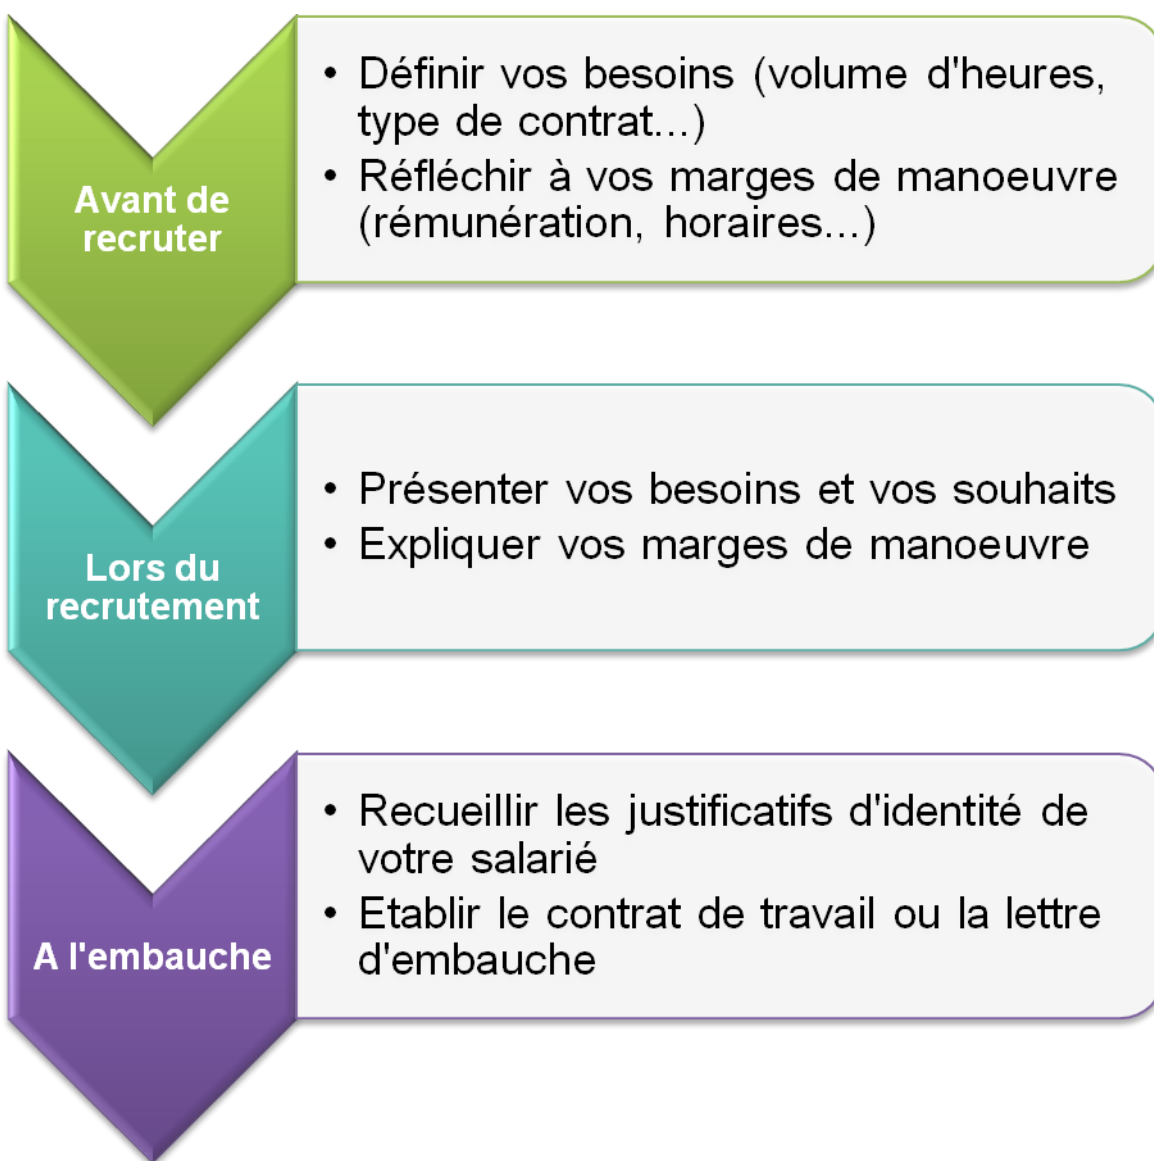 Avant de
recruter
• Définir vos besoins (volume d'heures,
type de contrat...)
• Réfléchir à vos marges de manoeuvre
(rémunération, horaires...)
Lors du
recrutement
• Présenter vos besoins et vos souhaits
• Expliquer vos marges de manoeuvre
A l'embauche
• Recueillir les justificatifs d'identité de
votre salarié
• Etablir le contrat de travail ou la lettre
d'embauche